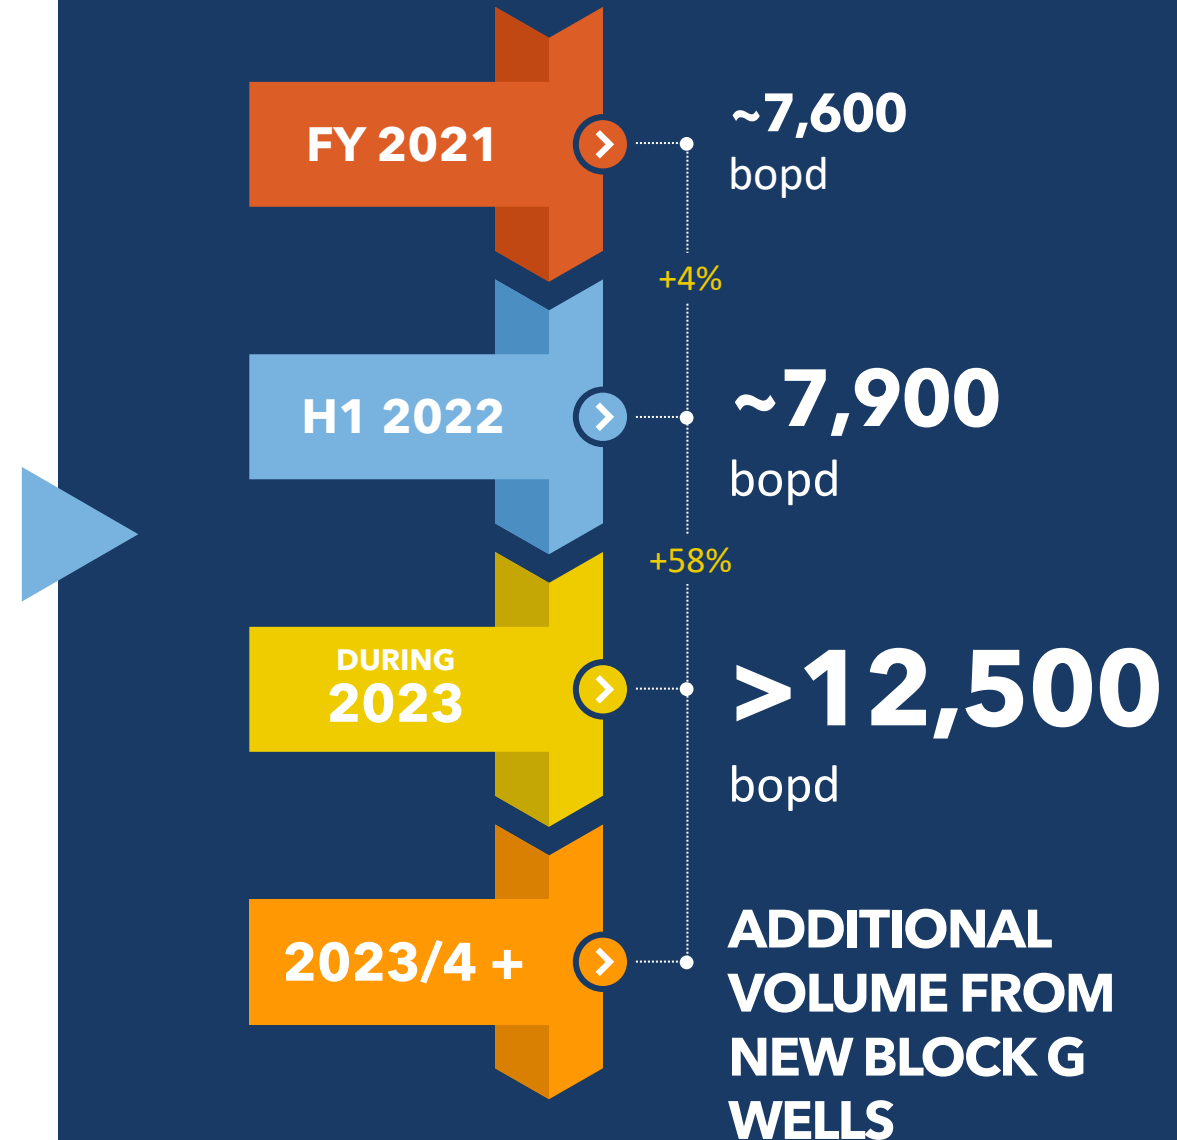 FY 2021
~7,600
bopd
+4%
H1 2022
~7,900
bopd
+58%
DURING
2023
>12,500
bopd
2023/4 +
ADDITIONAL
VOLUME FROM
NEW BLOCK G
WELLS